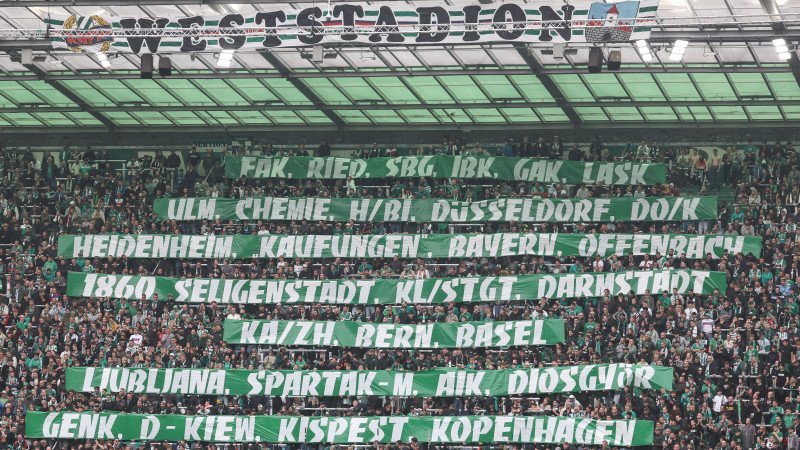 WESTSTADION
FAK, RIED, SBG, IBK, GAK, LASK
ULM, CHEMIE, H/BI, DÜSSELDORF, DO/K
HEIDENHEIM, KAUFUNGEN, BAYERN OFFENBACH
1860, SELIGENSTADT, KL/STGT, DARMSTADT
KA/ZH, BERN, BASEL
LJUBLJANA, SPARTAK-M, AIK, DIOSGYÖR
GENK, D-KIEW, KISPEST KOPENHAGEN